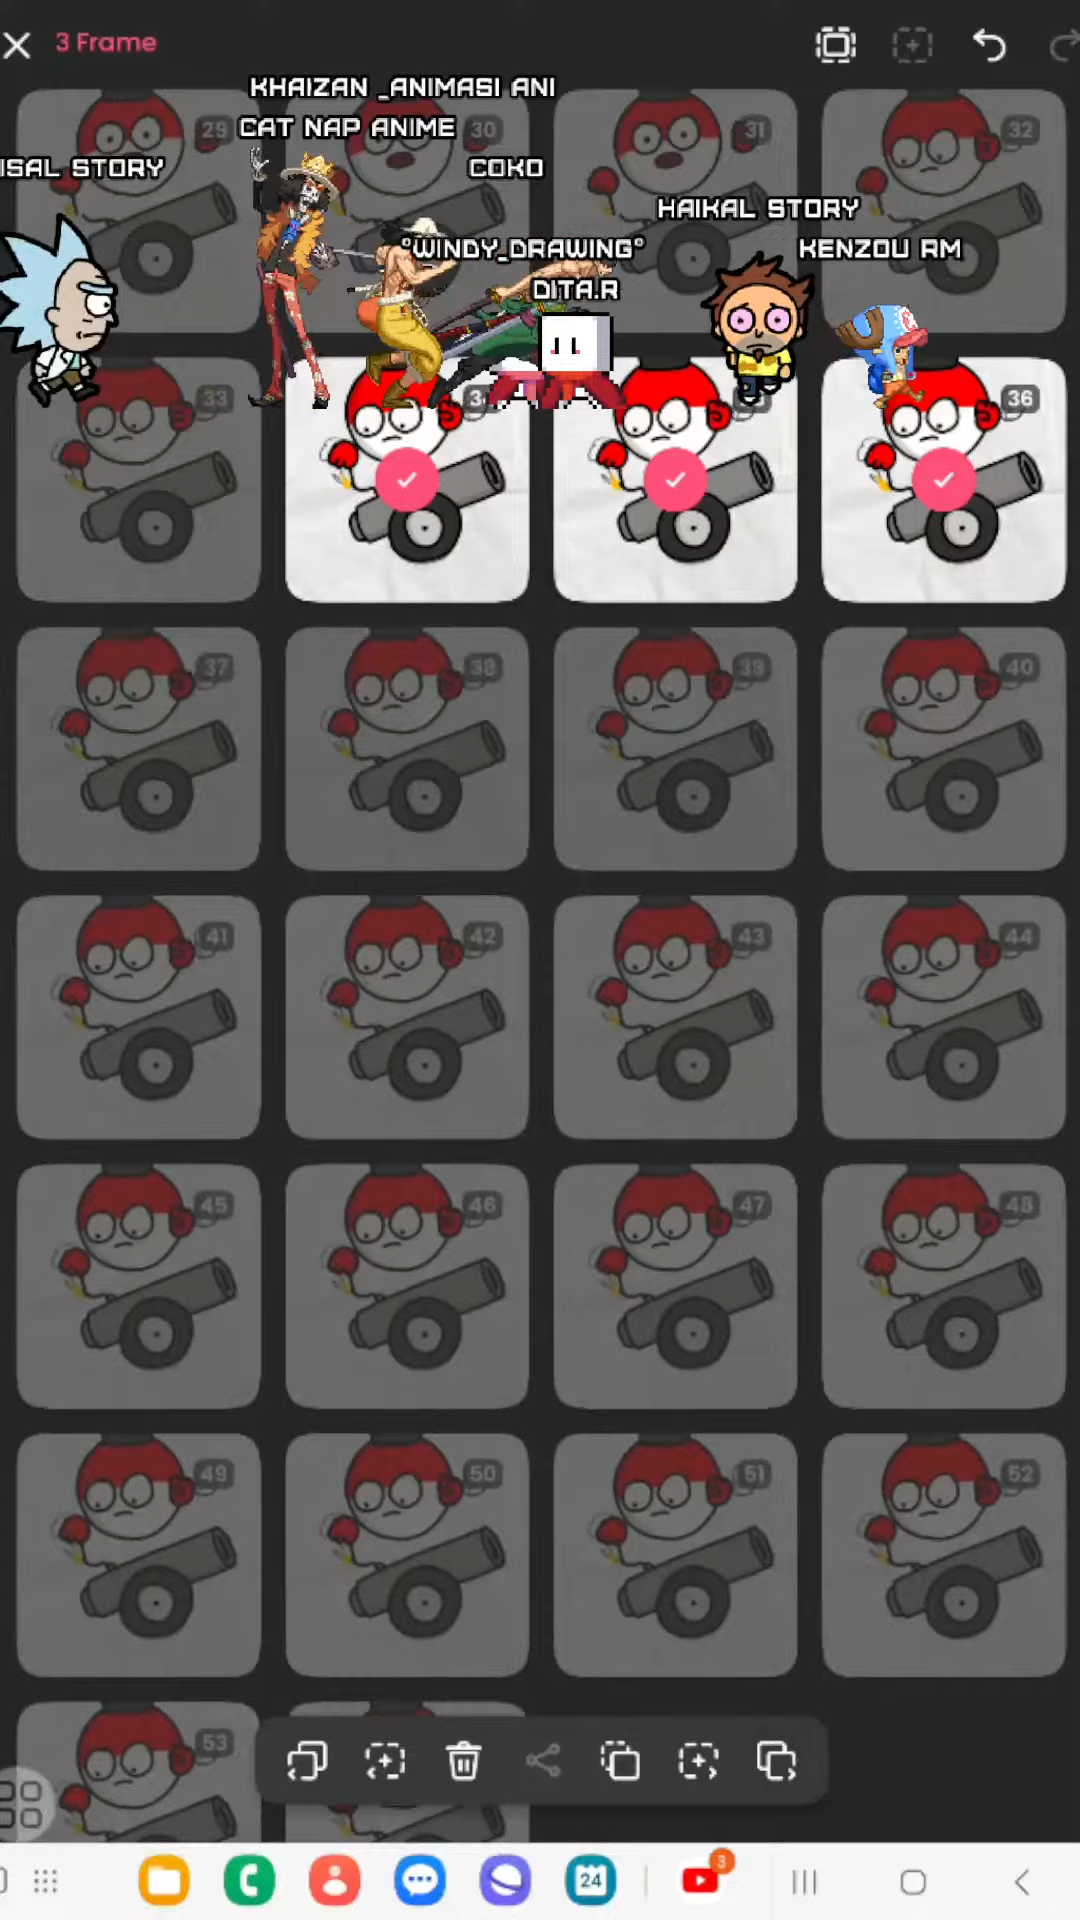 3 Frame
KHAIZAN _ANIMASI ANI
29
CAT NAP ANIME
30
31
32
ISAL STORY
COKO
HAIKAL STORY
°WINDY_DRAWING°
KENZOU RM
DITA.R
33
36
37
38
39
40
41
42
43
44
45
46
47
48
49
50
51
52
53
24
3